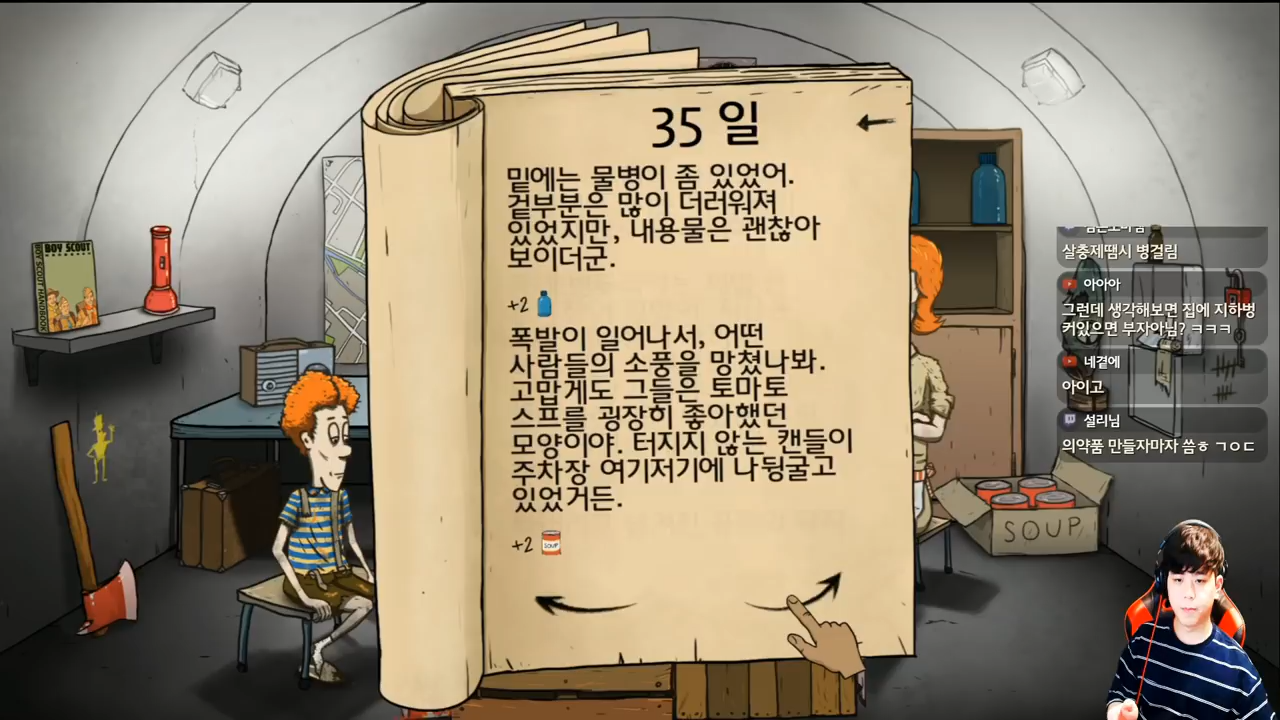 35 일
밑에는 물병이 좀 있었어.
겉부분은 많이 더러워져
있었지만, 내용물은 괜찮아
보이더군.
+2
폭발이 일어나서, 어떤
사람들의 소풍을 망쳤나봐.
고맙게도 그들은 토마토
스프를 굉장히 좋아했던
모양이야. 터지지 않는 캔들이
주차장 여기저기에 나뒹굴고
있었거든.
+2 SOUP
BOY SCOUT
BOY SCOUT HANDBOOK
SOUP
살충제땜시 병걸림
아아아
그런데 생각해보면 집에 지하벙
커있으면 부자아님? ㅋㅋㅋ
네곁에
아이고
설리님
의약품 만들자마자 씀ㅎ ㄱㅇㄷ